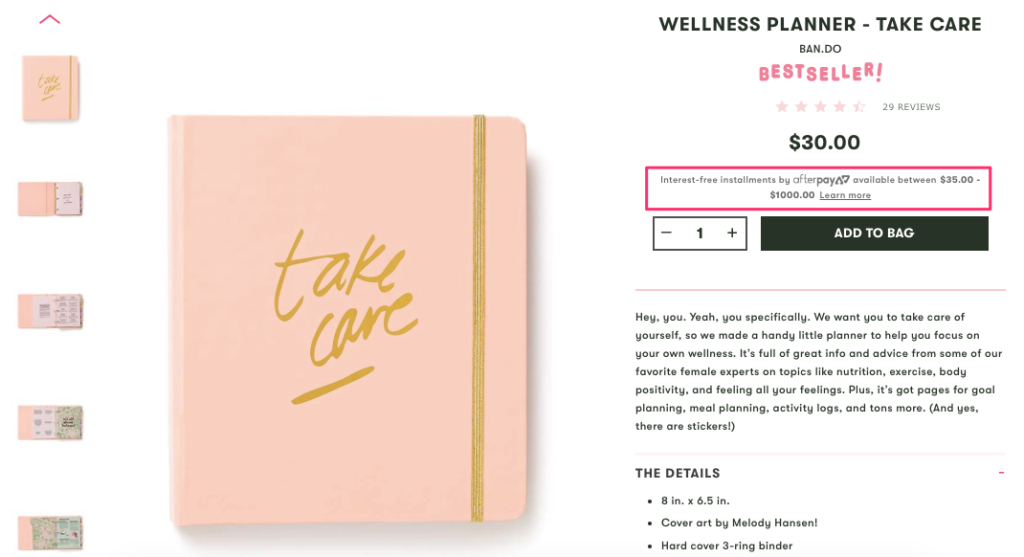 WELLNESS PLANNER - TAKE CARE
BAN.DO
BESTSELLER!
29 REVIEWS
$30.00
Interest-free installments by afterpay available between $35.00 -
$1000.00 Learn more
− 1 +
ADD TO BAG
take
care
Hey, you. Yeah, you specifically. We want you to take care of
yourself, so we made a handy little planner to help you focus on
your own wellness. It's full of great info and advice from some of our
favorite female experts on topics like nutrition, exercise, body
positivity, and feeling all your feelings. Plus, it's got pages for goal
planning, meal planning, activity logs, and tons more. (And yes,
there are stickers!)
THE DETAILS
8 in. x 6.5 in.
Cover art by Melody Hansen!
Hard cover 3-ring binder
take
care